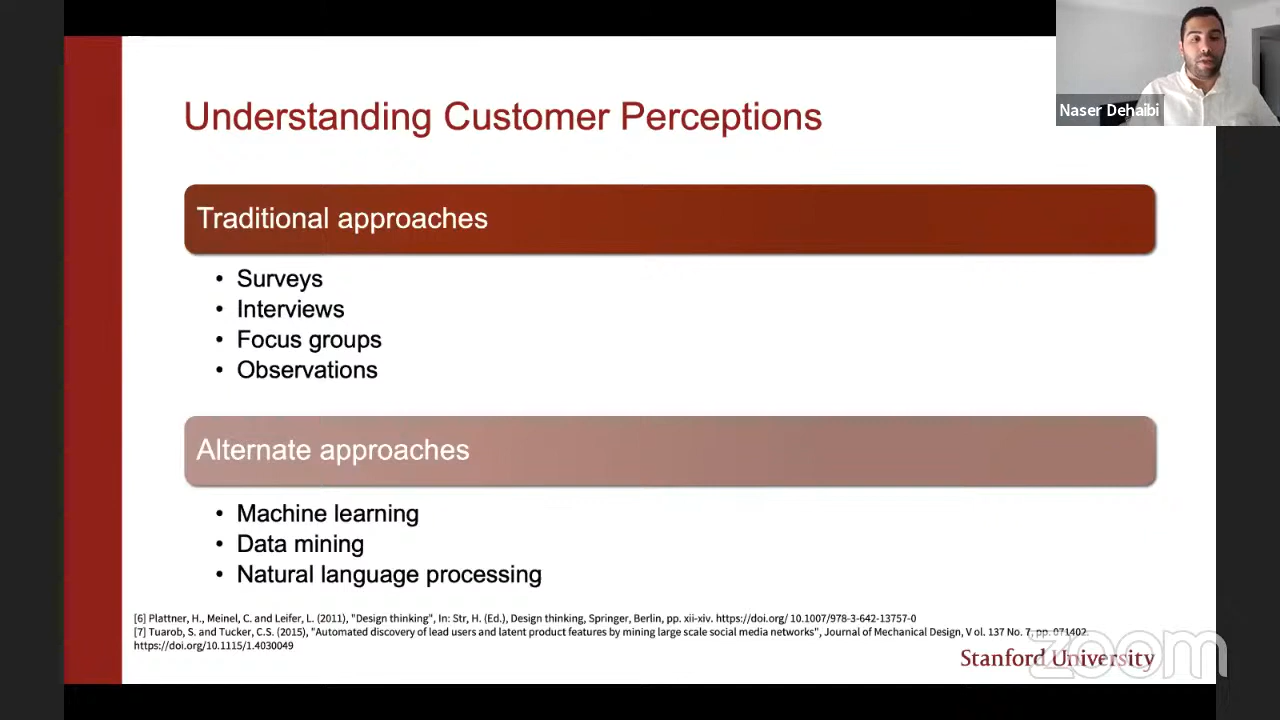 Understanding Customer Perceptions
Naser Dehaibi
Traditional approaches
• Surveys
• Interviews
• Focus groups
• Observations
Alternate approaches
• Machine learning
• Data mining
• Natural language processing
[6] Plattner, H., Meinel, C. and Leifer, L. (2011), "Design thinking", In: Str, H. (Ed.), Design thinking, Springer, Berlin, pp. xii-xiv. https://doi.org/ 10.1007/978-3-642-13757-0
[7] Tuarob, S. and Tucker, C.S. (2015), "Automated discovery of lead users and latent product features by mining large scale social media networks", Journal of Mechanical Design, V ol. 137 No. 7, pp. 071402.
https://doi.org/10.1115/1.4030049
Stanford University
zoom